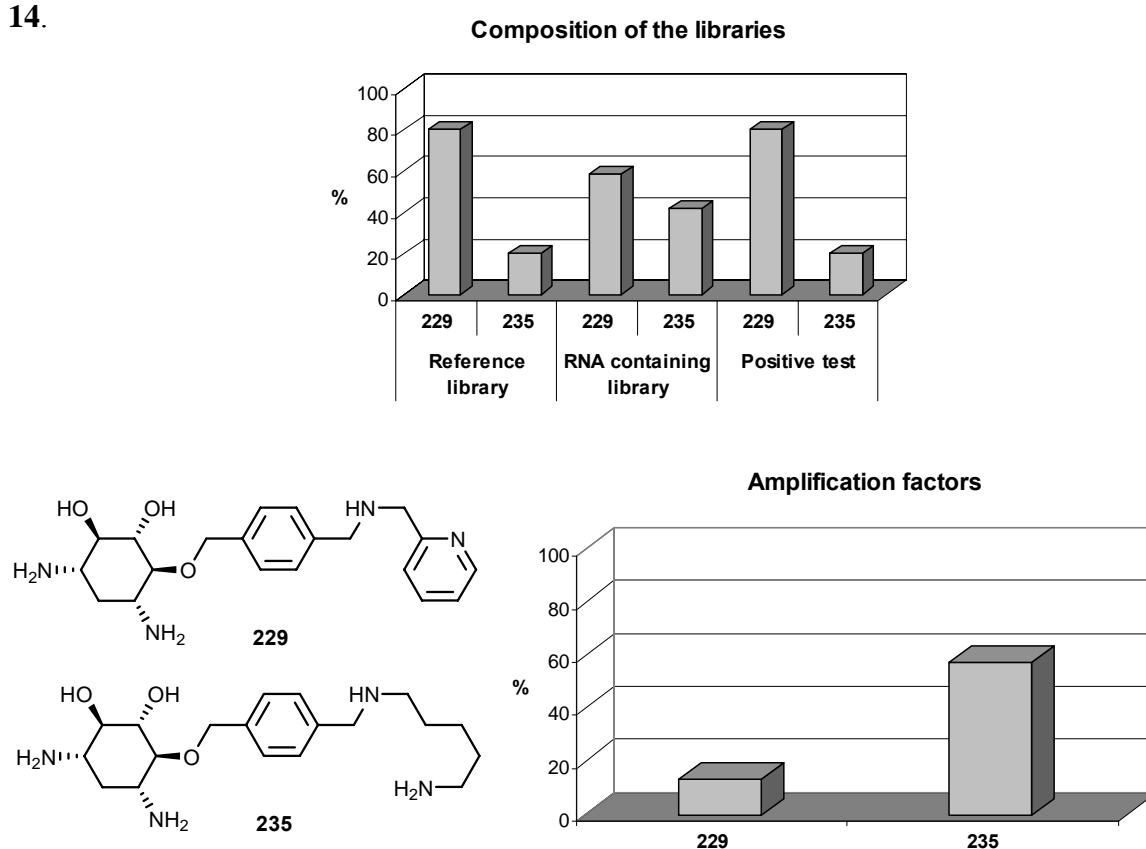 14.
Composition of the libraries
100
80
60
40
20
0
%
229 235 229 235 229 235
Reference library
RNA containing library
Positive test
HO
OH
H2N
NH2
O
HN
N
229
HO
OH
H2N
NH2
O
HN
H2N
235
Amplification factors
100
80
60
40
20
0
%
229 235